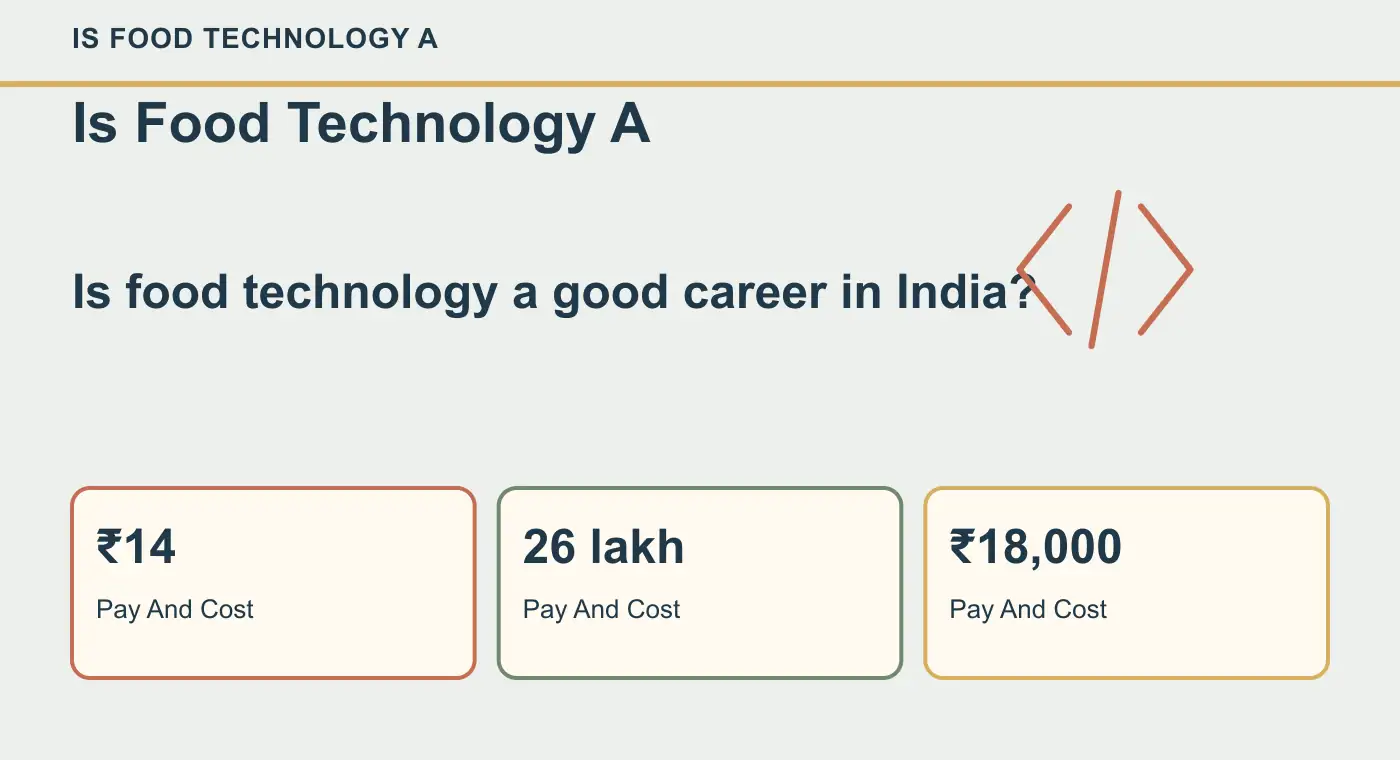 IS FOOD TECHNOLOGY A
Is Food Technology A
Is food technology a good career in India?
₹14
Pay And Cost
26 lakh
Pay And Cost
₹18,000
Pay And Cost